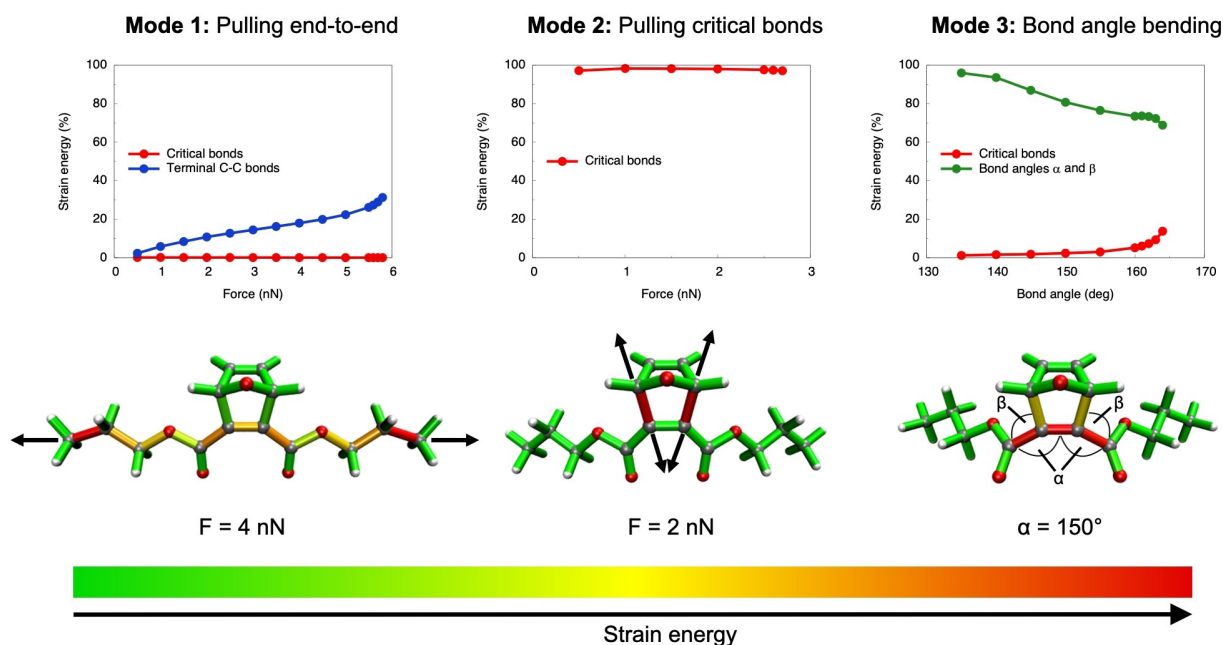 Mode 1: Pulling end-to-end
100
80
60
40
20
0
Strain energy (%)
Critical bonds
Terminal C-C bonds
0 1 2 3 4 5 6
Force (nN)
F = 4 nN
Mode 2: Pulling critical bonds
100
80
60
40
20
0
Strain energy (%)
Critical bonds
0 1 2 3
Force (nN)
F = 2 nN
Mode 3: Bond angle bending
100
80
60
40
20
0
Strain energy (%)
Critical bonds
Bond angles α and β
130 140 150 160 170
Bond angle (deg)
β β
α
α = 150°
Strain energy